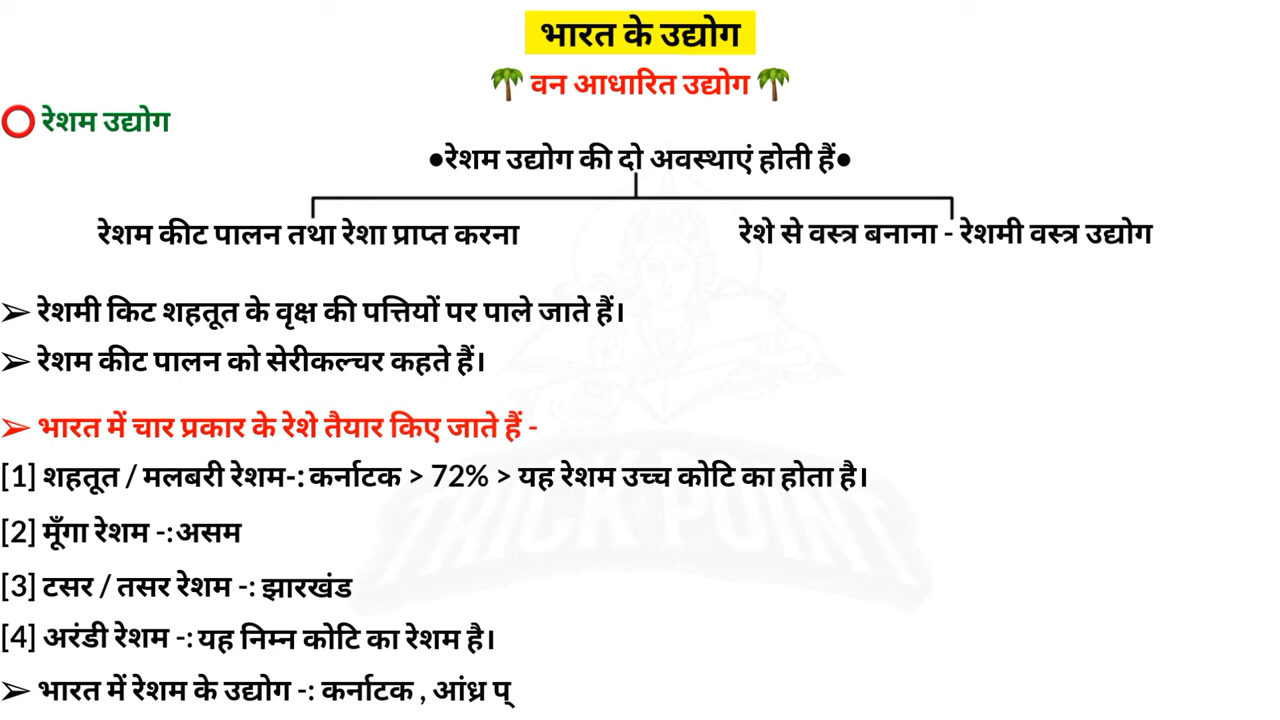 भारत के उद्योग
🌴 वन आधारित उद्योग 🌴
⭕ रेशम उद्योग
●रेशम उद्योग की दो अवस्थाएं होती हैं●
रेशम कीट पालन तथा रेशा प्राप्त करना
रेशे से वस्त्र बनाना - रेशमी वस्त्र उद्योग
➢ रेशमी किट शहतूत के वृक्ष की पत्तियों पर पाले जाते हैं।
➢ रेशम कीट पालन को सेरीकल्चर कहते हैं।
➢ भारत में चार प्रकार के रेशे तैयार किए जाते हैं -
[1] शहतूत / मलबरी रेशम-: कर्नाटक > 72% > यह रेशम उच्च कोटि का होता है।
[2] मूँगा रेशम -: असम
[3] टसर / तसर रेशम -: झारखंड
[4] अरंडी रेशम -: यह निम्न कोटि का रेशम है।
➢ भारत में रेशम के उद्योग -: कर्नाटक , आंध्र प्
TRICK POINT